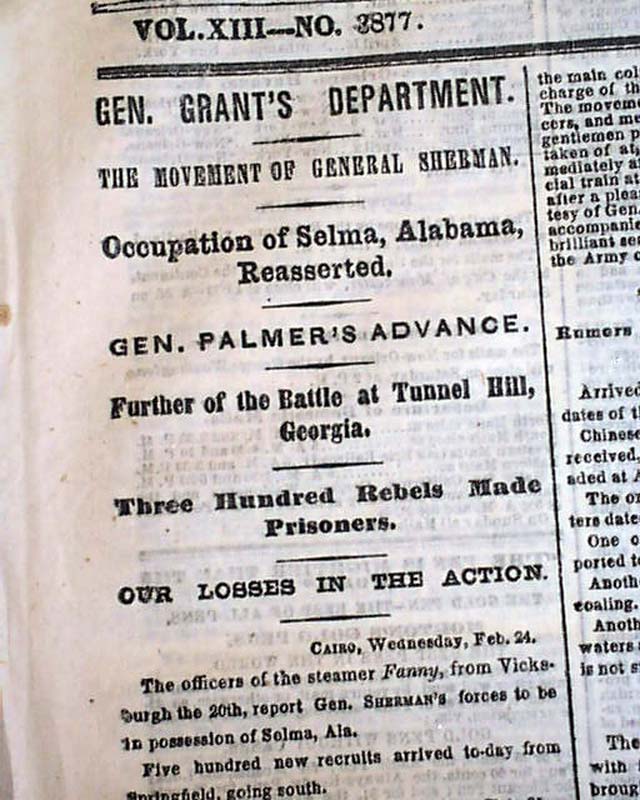 VOL. XIII—NO. 3877.
GEN. GRANT'S DEPARTMENT.
THE MOVEMENT OF GENERAL SHERMAN.
Occupation of Selma, Alabama,
Reasserted.
GEN. PALMER'S ADVANCE.
Further of the Battle at Tunnel Hill,
Georgia.
Three Hundred Rebels Made
Prisoners.
OUR LOSSES IN THE ACTION.
CAIRO, Wednesday, Feb. 24.
The officers of the steamer Fanny, from Vicks-
burgh the 20th, report Gen. SHERMAN'S forces to be
in possession of Selma, Ala.
Five hundred new recruits arrived to-day from
Springfield, going south.
the main col
charge of th
The movem
cers, and me
gentlemen p
taken of at,
mediately a
cial train at
after a plea
tesy of Gen.
accompanie
brilliant ser
the Army o
Rumors
Arrived
dates of t
Chinese
received,
aded at A
The or
ters date
One o
ported to
Anoth
coaling.
Anoth
waters
is not s
The
with
broug